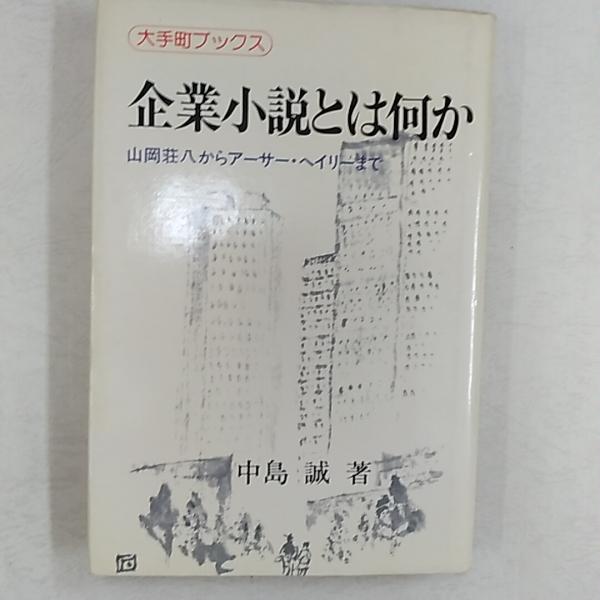 大手町ブックス
企業小説とは何か
山岡荘八からアーサー・ヘイリーまで
中島 誠 著